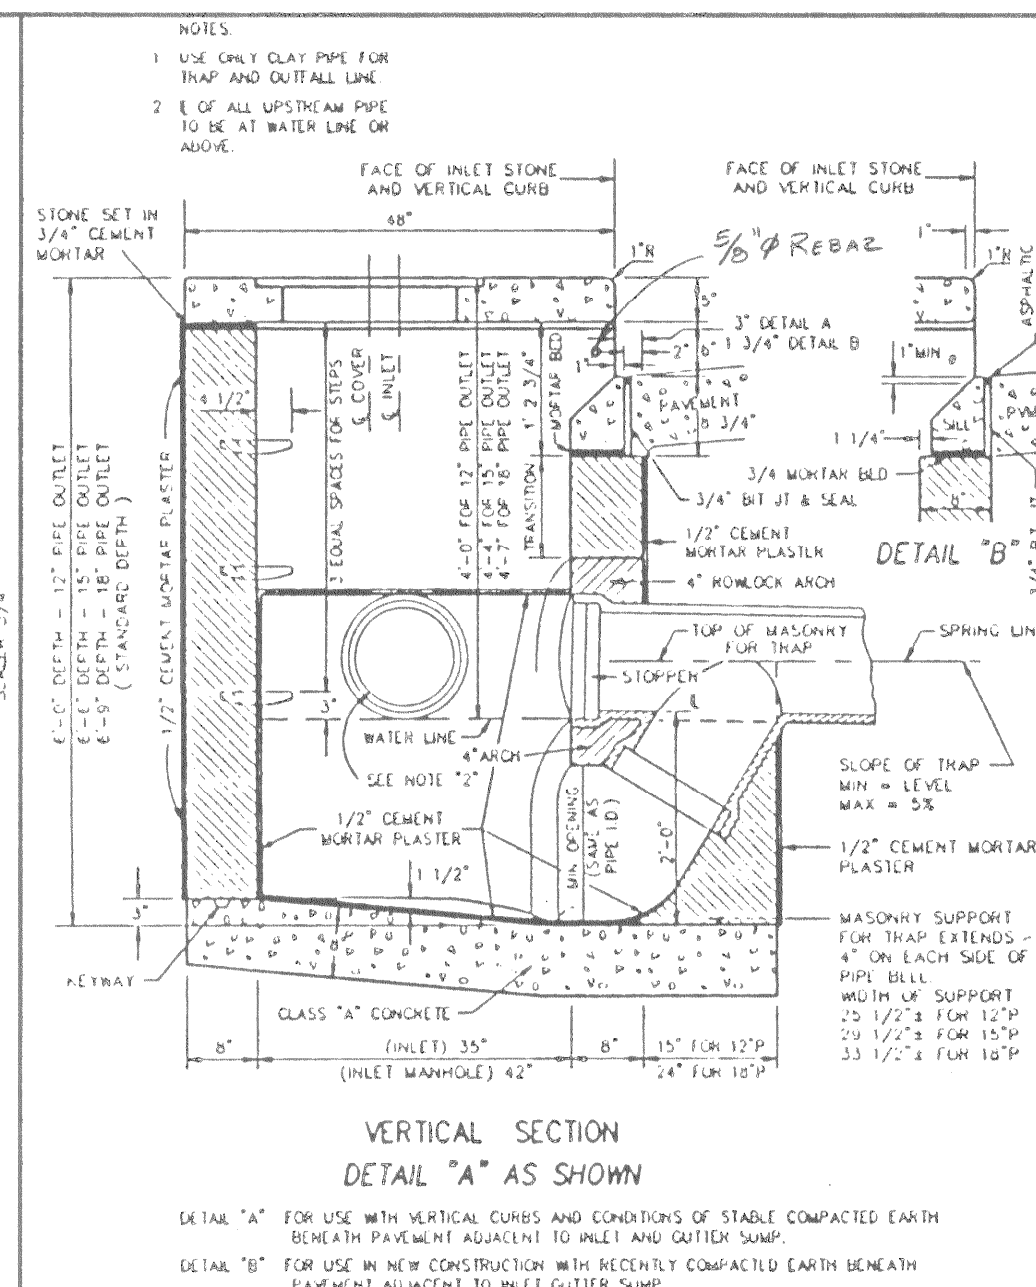 NOTES.
1 USE ONLY CLAY PIPE FOR
TRAP AND OUTFALL LINE.
2 ℄ OF ALL UPSTREAM PIPE
TO BE AT WATER LINE OR
ABOVE.
FACE OF INLET STONE
AND VERTICAL CURB
FACE OF INLET STONE
AND VERTICAL CURB
STONE SET IN
3/4" CEMENT
MORTAR
48"
5/8"Ø REBAR
1"R
1"
1"R
ASPHALTIC
5"
3" DETAIL A
1 3/4" DETAIL B
2"
6"
1"
1" MIN
PAVEMENT
8 3/4"
SILL
1 1/4"
3/4 MORTAR BED
8"
3/4" BIT JT & SEAL
DETAIL "B"
4 1/2"
3 EQUAL SPACES FOR STEPS
℄ COVER
℄ INLET
4'-0" FOR 12" PIPE OUTLET
4'-4" FOR 15" PIPE OUTLET
4'-7" FOR 18" PIPE OUTLET
1' 2 3/4"
TRANSITION
MORTAR BED
6'-0" DEPTH - 12" PIPE OUTLET
6'-6" DEPTH - 15" PIPE OUTLET
6'-9" DEPTH - 18" PIPE OUTLET
(STANDARD DEPTH)
1/2" CEMENT MORTAR PLASTER
1/2" CEMENT
MORTAR PLASTER
4" ROWLOCK ARCH
TOP OF MASONRY
FOR TRAP
SPRING LIN
STOPPER
3"
℄
WATER LINE
4" ARCH
SEE NOTE "2"
SLOPE OF TRAP
MIN = LEVEL
MAX = 5%
1/2" CEMENT
MORTAR PLASTER
MIN OPENING
(SAME AS
PIPE I D)
2'-0"
1/2" CEMENT MORTAR
PLASTER
1 1/2"
3"
8"
KEYWAY
CLASS "A" CONCRETE
MASONRY SUPPORT
FOR TRAP EXTENDS
4" ON EACH SIDE OF
PIPE BELL.
WIDTH OF SUPPORT
25 1/2"± FOR 12"P
29 1/2"± FOR 15"P
33 1/2"± FOR 18"P
8"
(INLET) 35"
(INLET MANHOLE) 42"
8"
15" FOR 12"P
24" FOR 18"P
VERTICAL SECTION
DETAIL "A" AS SHOWN
DETAIL "A" FOR USE WITH VERTICAL CURBS AND CONDITIONS OF STABLE COMPACTED EARTH
BENEATH PAVEMENT ADJACENT TO INLET AND GUTTER SUMP.
DETAIL "B" FOR USE IN NEW CONSTRUCTION WITH RECENTLY COMPACTED EARTH BENEATH
PAVEMENT ADJACENT TO INLET GUTTER SUMP